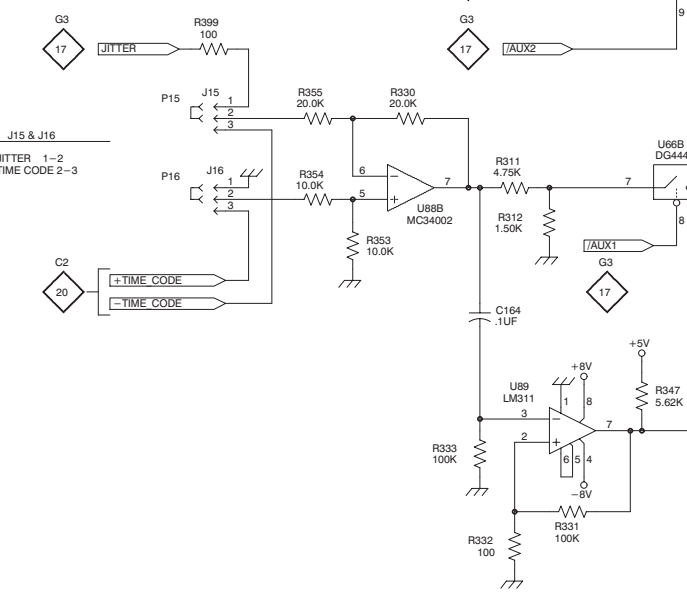 9
G3
17
JITTER
R399
100
G3
17
/AUX2
P15
J15
1
2
3
R355
20.0K
R330
20.0K
J15 & J16
1–2
TIME CODE 2–3
P16
J16
1
2
3
R354
10.0K
6
5
7
U88B
MC34002
R353
10.0K
R311
4.75K
R312
1.50K
7
U66B
8
/AUX1
G3
17
C2
20
+TIME_CODE
–TIME_CODE
C164
.1UF
+5V
R347
5.62K
U89
LM311
+8V
1
8
3
2
7
6
5
4
–8V
R333
100K
R331
100K
R332
100